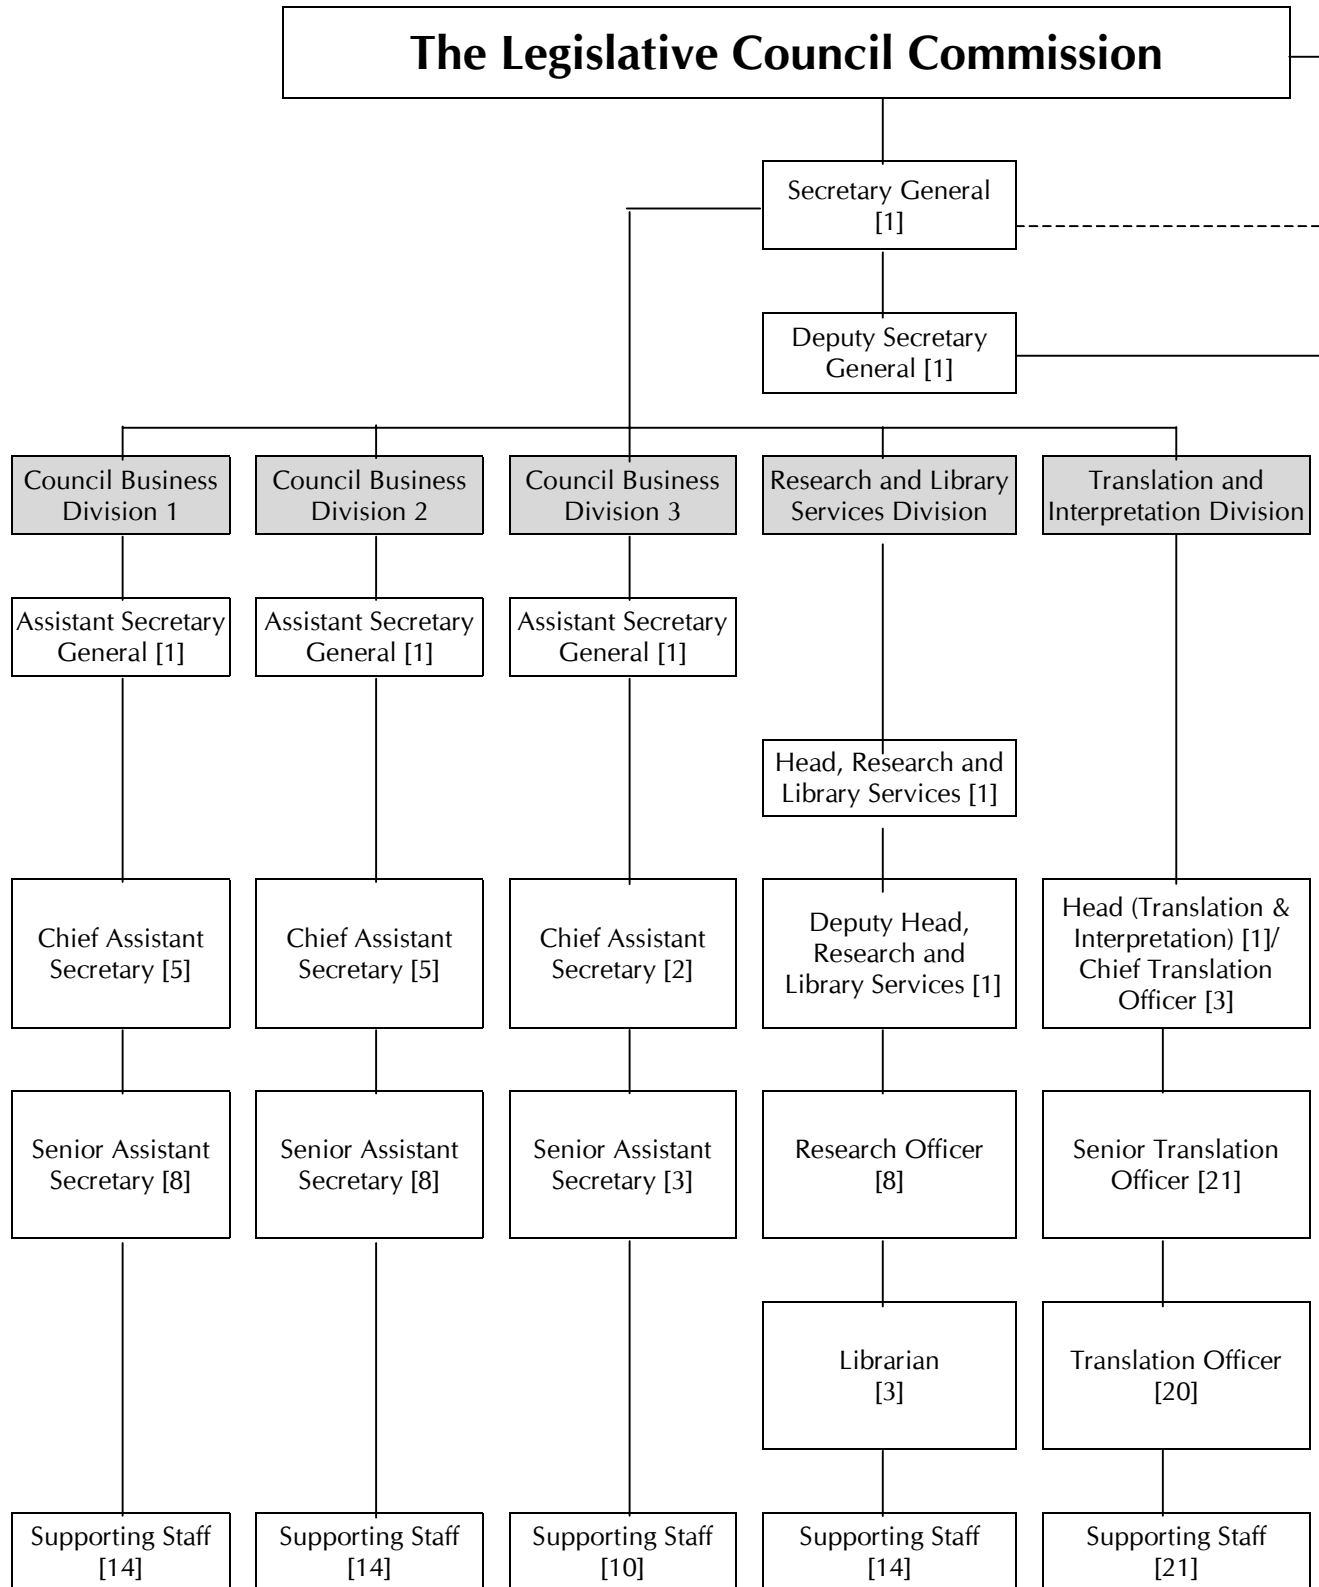 The Legislative Council Commission
Secretary General
[1]
Deputy Secretary
General [1]
Council Business
Division 1
Council Business
Division 2
Council Business
Division 3
Research and Library
Services Division
Translation and
Interpretation Division
Assistant Secretary
General [1]
Assistant Secretary
General [1]
Assistant Secretary
General [1]
Head, Research and
Library Services [1]
Chief Assistant
Secretary [5]
Chief Assistant
Secretary [5]
Chief Assistant
Secretary [2]
Deputy Head,
Research and
Library Services [1]
Head (Translation &
Interpretation) [1]/
Chief Translation
Officer [3]
Senior Assistant
Secretary [8]
Senior Assistant
Secretary [8]
Senior Assistant
Secretary [3]
Research Officer
[8]
Senior Translation
Officer [21]
Librarian
[3]
Translation Officer
[20]
Supporting Staff
[14]
Supporting Staff
[14]
Supporting Staff
[10]
Supporting Staff
[14]
Supporting Staff
[21]